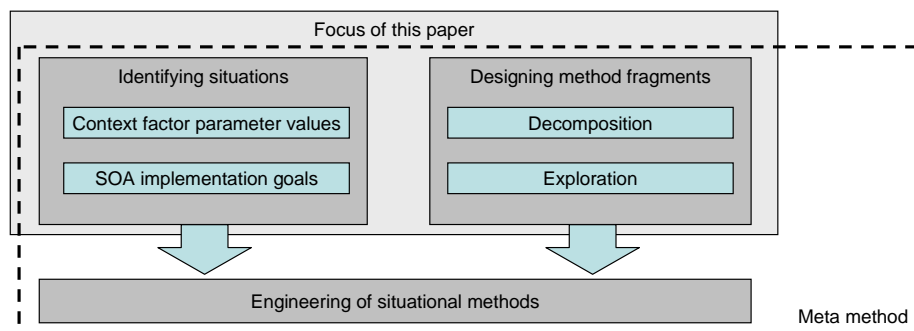 Focus of this paper
Identifying situations
Context factor parameter values
SOA implementation goals
Designing method fragments
Decomposition
Exploration
Engineering of situational methods
Meta method